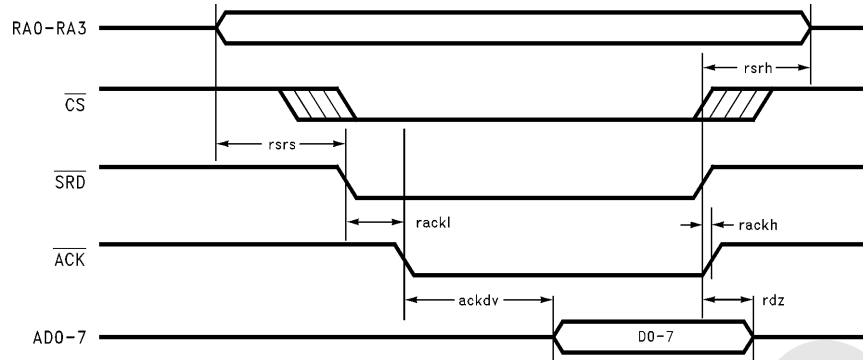 RA0-RA3
rsrh
CS
rsrs
SRD
rackl
rackh
ACK
ackdv
rdz
AD0-7
D0-7